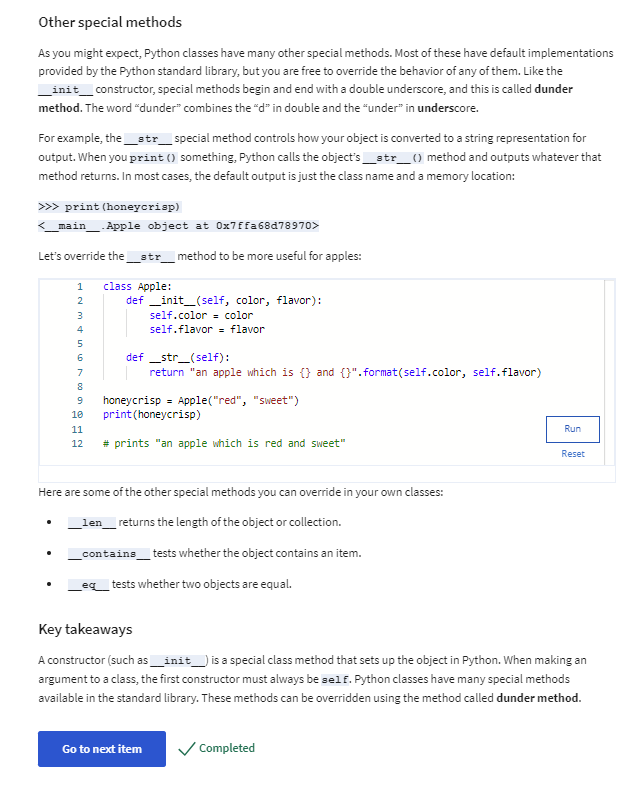 Other special methods
As you might expect, Python classes have many other special methods. Most of these have default implementations
provided by the Python standard library, but you are free to override the behavior of any of them. Like the
__init__ constructor, special methods begin and end with a double underscore, and this is called dunder
method. The word “dunder” combines the “d” in double and the “under” in underscore.
For example, the __str__ special method controls how your object is converted to a string representation for
output. When you print() something, Python calls the object’s __str__() method and outputs whatever that
method returns. In most cases, the default output is just the class name and a memory location:
>>> print(honeycrisp)
<__main__.Apple object at 0x7ffa68d78970>
Let’s override the __str__ method to be more useful for apples:
1 class Apple:
2 def __init__(self, color, flavor):
3 self.color = color
4 self.flavor = flavor
5
6 def __str__(self):
7 return "an apple which is {} and {}".format(self.color, self.flavor)
8
9 honeycrisp = Apple("red", "sweet")
10 print(honeycrisp)
11
12 # prints "an apple which is red and sweet"
Run
Reset
Here are some of the other special methods you can override in your own classes:
• __len__ returns the length of the object or collection.
• __contains__ tests whether the object contains an item.
• __eq__ tests whether two objects are equal.
Key takeaways
A constructor (such as __init__) is a special class method that sets up the object in Python. When making an
argument to a class, the first constructor must always be self. Python classes have many special methods
available in the standard library. These methods can be overridden using the method called dunder method.
Go to next item
Completed